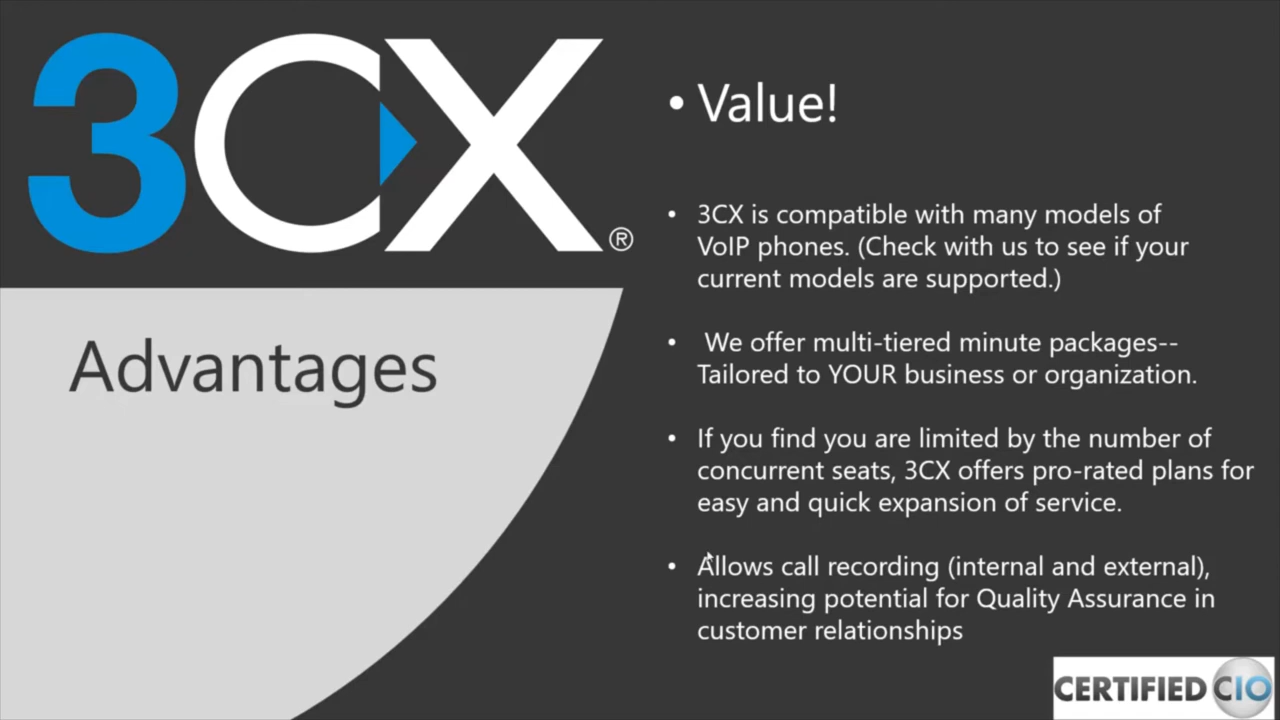 3CX®
Advantages
• Value!
• 3CX is compatible with many models of
VoIP phones. (Check with us to see if your
current models are supported.)
• We offer multi-tiered minute packages--
Tailored to YOUR business or organization.
• If you find you are limited by the number of
concurrent seats, 3CX offers pro-rated plans for
easy and quick expansion of service.
• Allows call recording (internal and external),
increasing potential for Quality Assurance in
customer relationships
CERTIFIED CIO